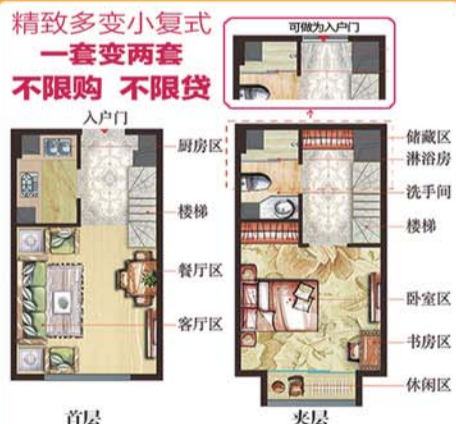 精致多变小复式
一套变两套
不限购 不限贷
可做为入户门
入户门
厨房区
楼梯
餐厅区
客厅区
首层
储藏区
淋浴房
洗手间
楼梯
卧室区
书房区
休闲区
夹层